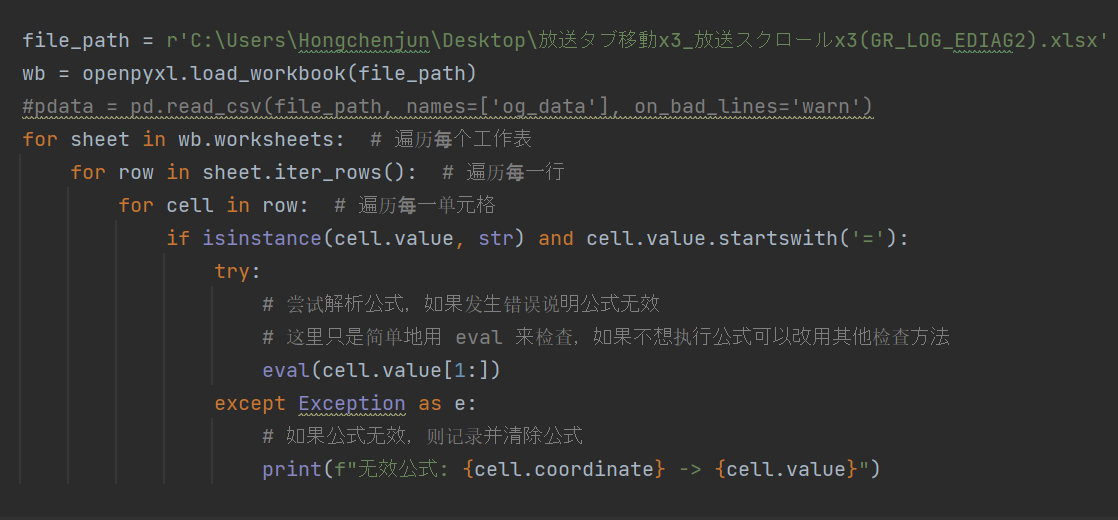 file_path = r'C:\Users\Hongchenjun\Desktop\放送タブ移動x3_放送スクロールx3(GR_LOG_EDIAG2).xlsx'
wb = openpyxl.load_workbook(file_path)
#pdata = pd.read_csv(file_path, names=['og_data'], on_bad_lines='warn')
for sheet in wb.worksheets:  # 遍历每个工作表
    for row in sheet.iter_rows():  # 遍历每一行
        for cell in row:  # 遍历每一单元格
            if isinstance(cell.value, str) and cell.value.startswith('='):
                try:
                    # 尝试解析公式，如果发生错误说明公式无效
                    # 这里只是简单地用 eval 来检查，如果不想执行公式可以改用其他检查方法
                    eval(cell.value[1:])
                except Exception as e:
                    # 如果公式无效，则记录并清除公式
                    print(f"无效公式: {cell.coordinate} -> {cell.value}")